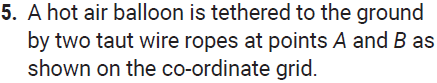 5. A hot air balloon is tethered to the ground
by two taut wire ropes at points A and B as
shown on the co-ordinate grid.